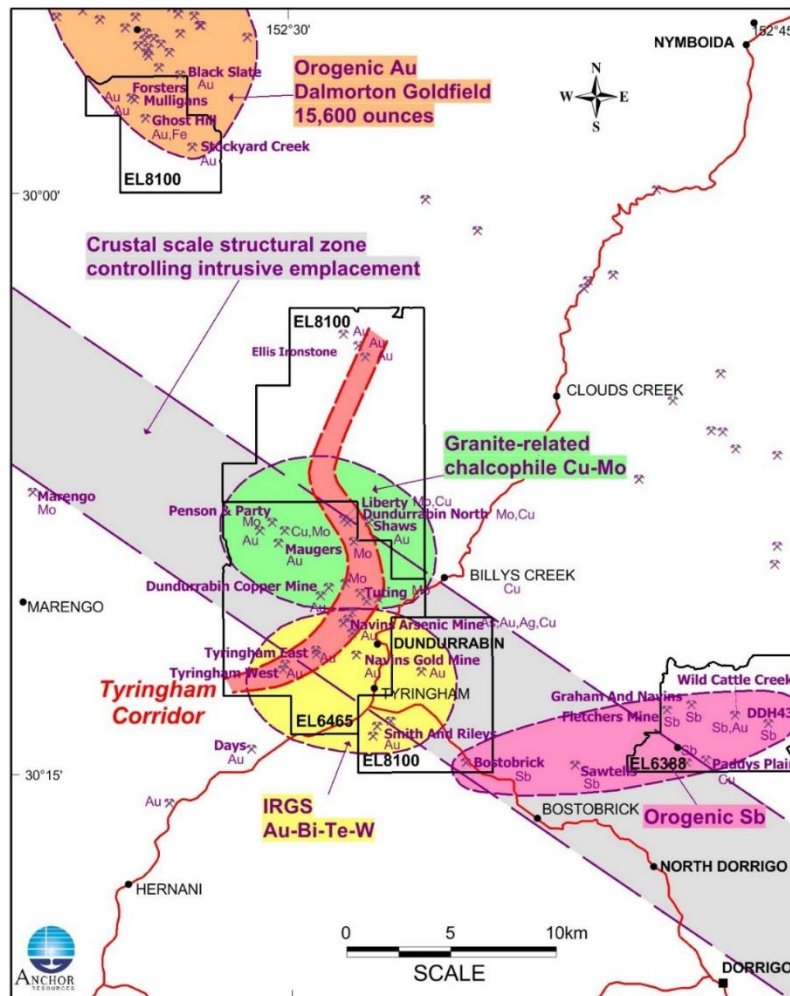 152°30'
152°45'
NYMBOIDA
Black Slate
Au
Orogenic Au
Dalmorton Goldfield
15,600 ounces
Forsters
Au
Mulligans
Au
Ghost Hill
Au,Fe
Stockyard Creek
Au
EL8100
N
W E
S
30°00'
Crustal scale structural zone
controlling intrusive emplacement
EL8100
Au
Au
Ellis Ironstone
Au
CLOUDS CREEK
Granite-related
chalcophile Cu-Mo
Marengo
Mo
Penson & Party
Liberty Mo,Cu
Dundurrabin North Mo,Cu
Mo
Cu,Mo
Shaws
Au
Au
Maugers
Au
Mo
Mo
Dundurrabin Copper Mine
Tuting Mo
BILLYS CREEK
Cu
MARENGO
Navins Arsenic Mine As,Au,Ag,Cu
Au
DUNDURRABIN
Tyringham East
Au
Navins Gold Mine
Au
Au
Tyringham West
Au
TYRINGHAM
Tyringham
Corridor
Wild Cattle Creek
Graham And Navins
DDH43
Fletchers Mine
Sb
Sb
Sb,Au
Sb
EL6465
Smith And Rileys
Au
Days
Au
EL8100
Bostobrick
Sb
Sawtells
Sb
Sb
EL6388
Paddys Plain
Cu
30°15'
Au
IRGS
Au-Bi-Te-W
BOSTOBRICK
Orogenic Sb
HERNANI
NORTH DORRIGO
0 5 10km
SCALE
DORRIGO
ANCHOR
RESOURCES